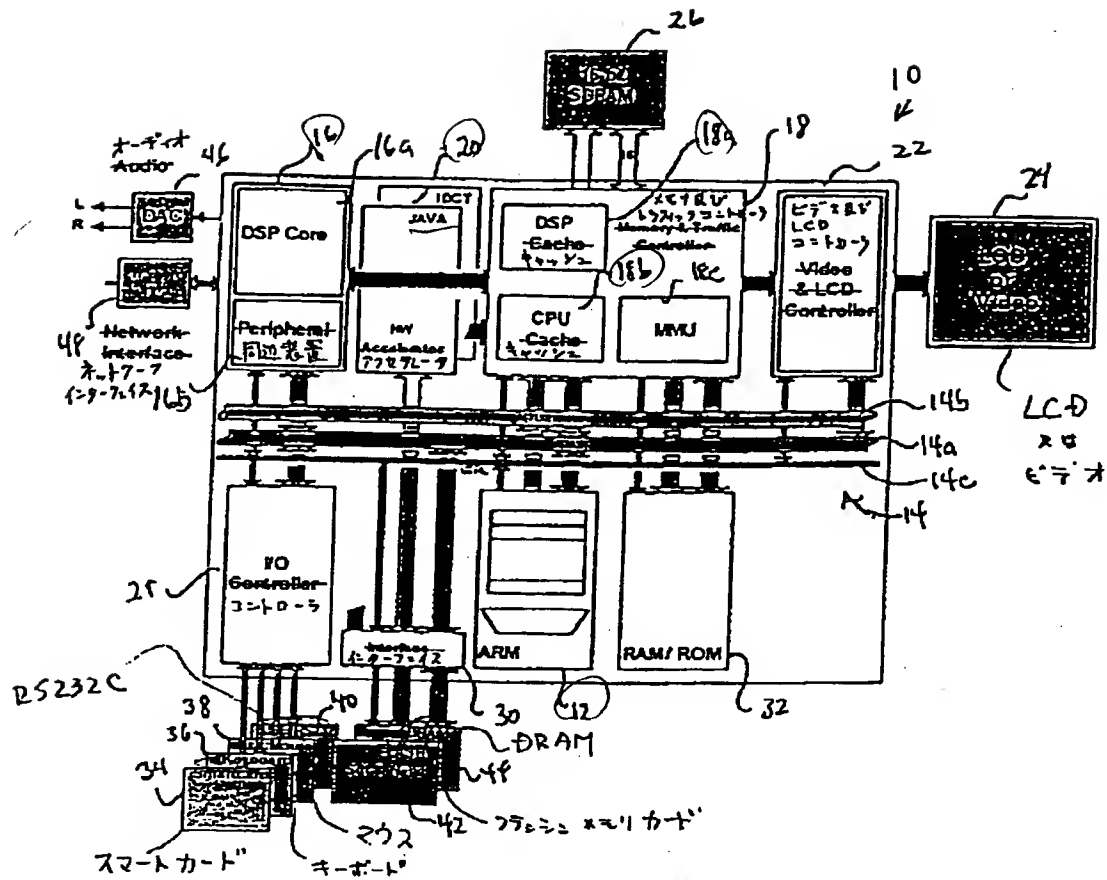 26
SDRAM
10
オーディオ
Audio
46
16
16a
20
18a
18
22
24
L
R
DAC
DSP Core
IDCT
JAVA
DSP
Cache
キャッシュ
メモリ及び
トラフィックコントローラ
Memory & Traffic
Controller
18b
18c
ビデオ及び
LCD
コントローラ
Video
& LCD
Controller
LCD
or
Video
48
Network
Interface
ネットワーク
インターフェイス
16b
Peripheral
周辺装置
HW
Accelerator
アクセラレータ
CPU
Cache
キャッシュ
MMU
14b
14a
14c
14
LCD
又は
ビデオ
I/O
Controller
コントローラ
Interface
インターフェイス
ARM
RAM/ROM
RS232C
38
40
30
12
32
36
34
DRAM
44
42
フラッシュ メモリ カード
マウス
キーボード
スマートカード